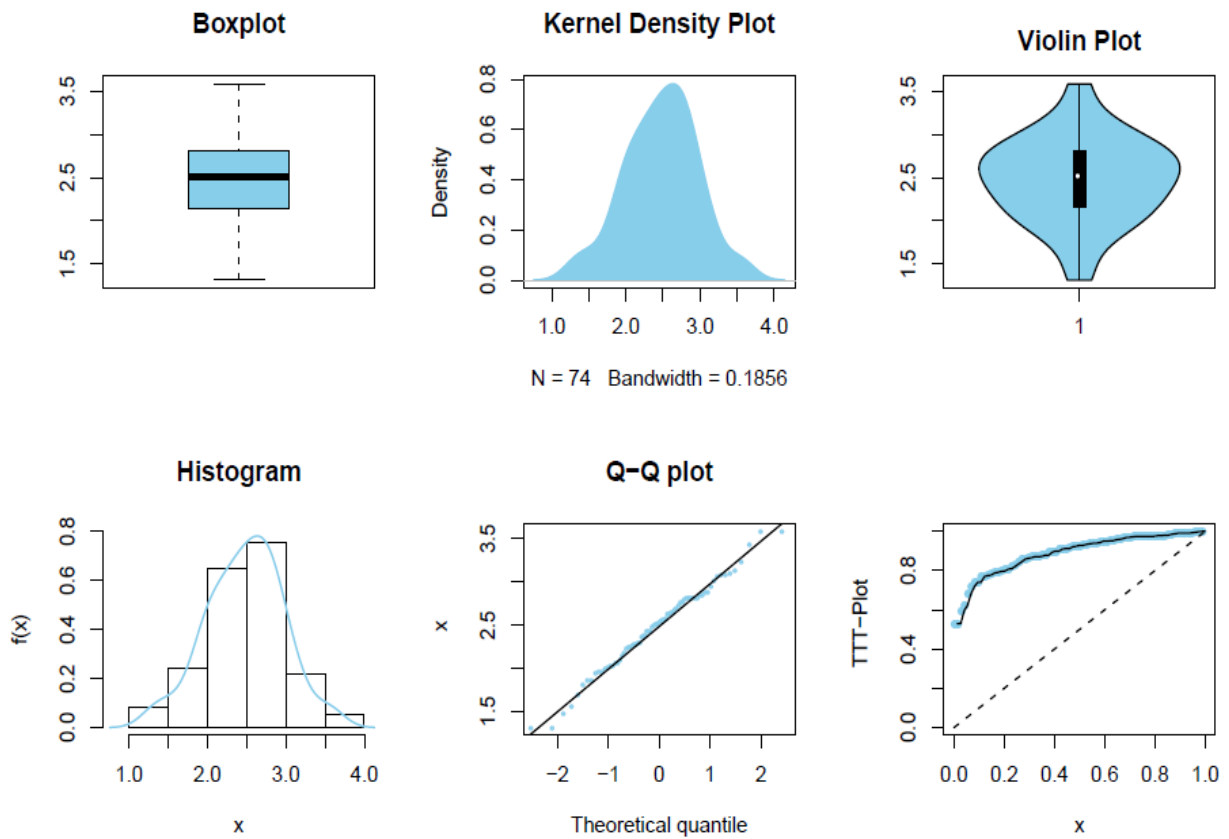 Boxplot
3.5
2.5
1.5
Kernel Density Plot
Density
0.8
0.6
0.4
0.2
0.0
1.0 2.0 3.0 4.0
N = 74 Bandwidth = 0.1856
Violin Plot
3.5
2.5
1.5
1
Histogram
f(x)
0.8
0.6
0.4
0.2
0.0
1.0 2.0 3.0 4.0
x
Q−Q plot
x
3.5
2.5
1.5
−2 −1 0 1 2
Theoretical quantile
TTT−Plot
0.8
0.4
0.0
0.0 0.2 0.4 0.6 0.8 1.0
x